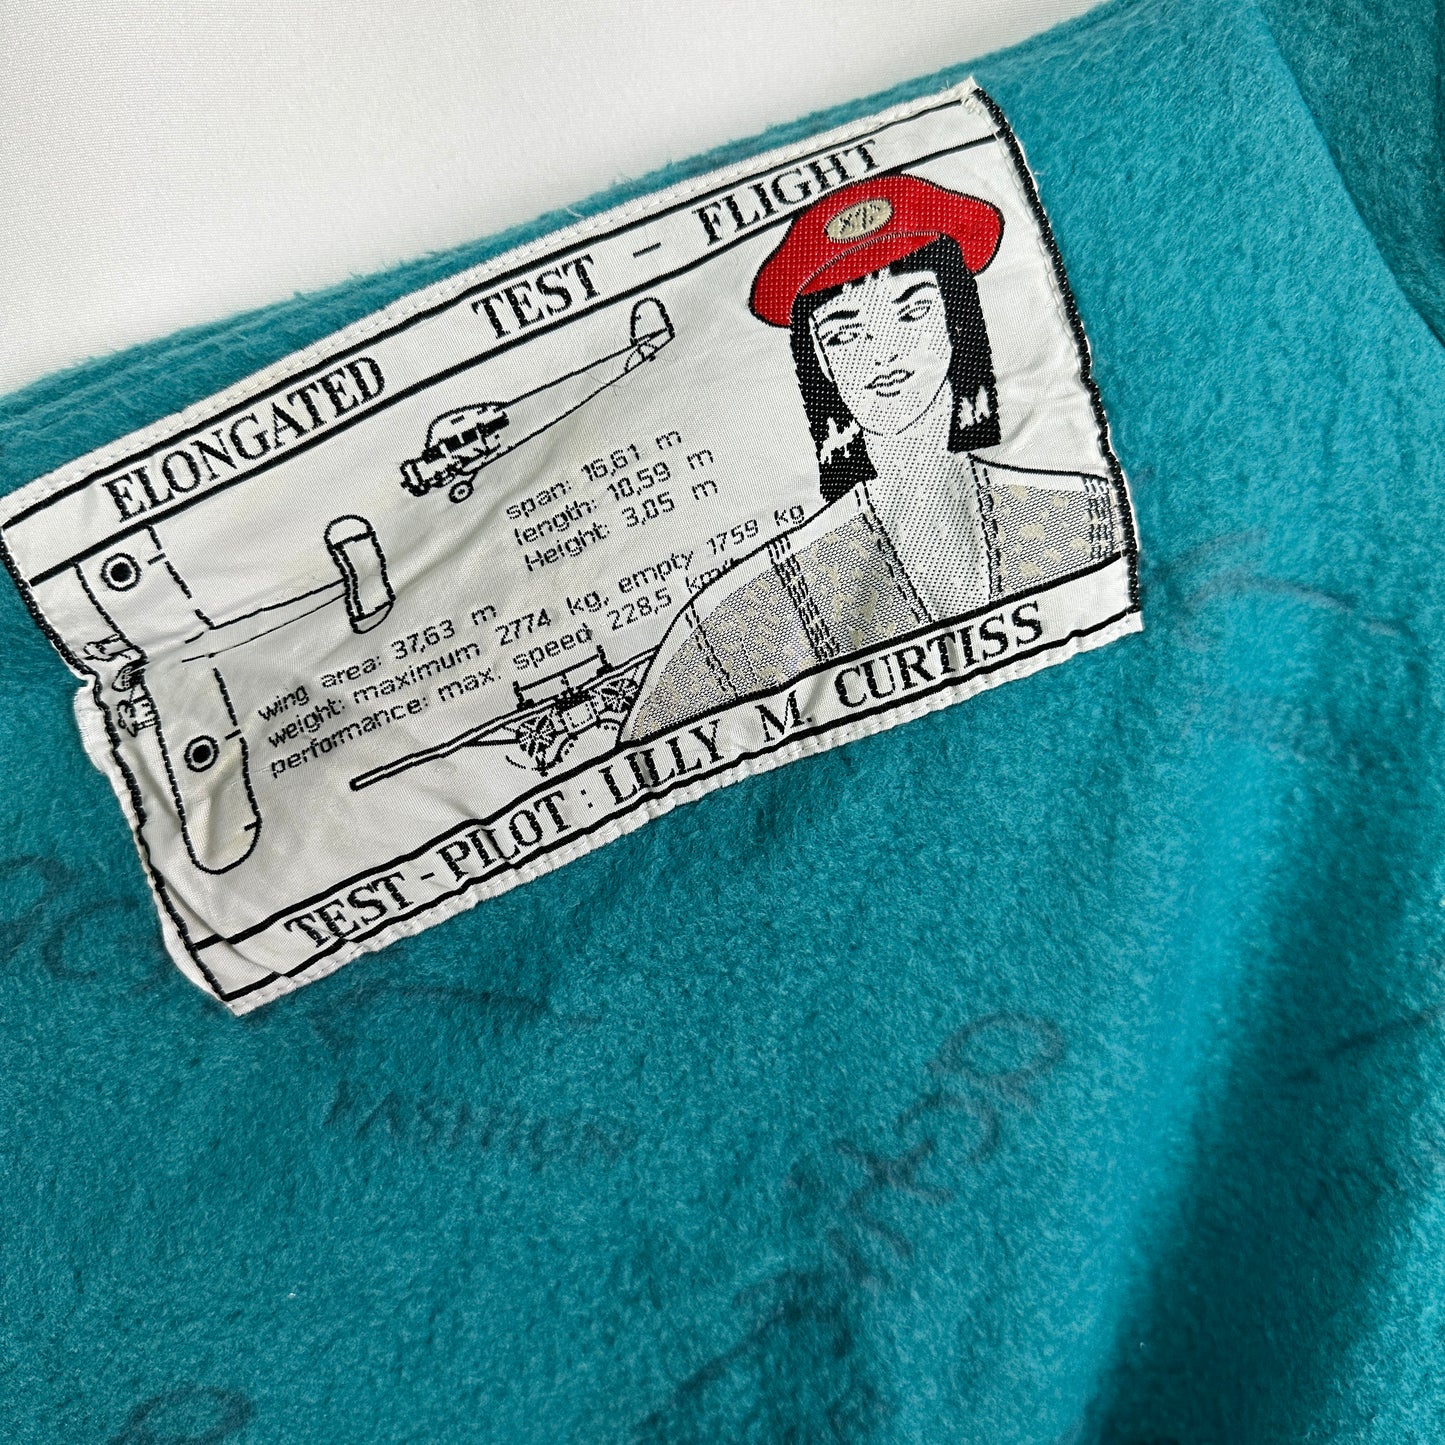 ELONGATED TEST - FLIGHT
span: 16,61 m
length: 10,59 m
Height: 3,05 m
wing area: 37,63 m
weight: maximum 2774 kg, empty 1759 kg
performance: max. speed 228,5 km/
TEST - PILOT : LILLY M. CURTISS
FASHION